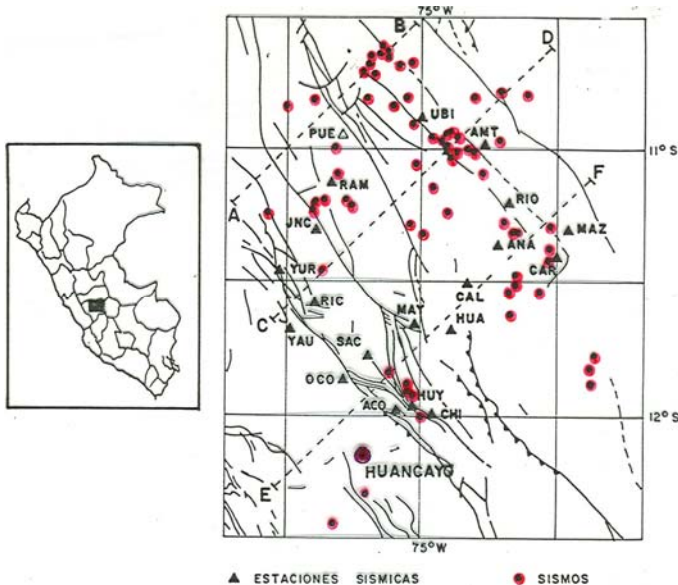 75°W
B
D
UBI
AMT
PUE
11°S
RAM
F
RIO
A
JNC
MAZ
ANA
YUR
CAR
CAL
RIC
C
MAY
HUA
YAU
SAC
OCO
HUY
ACO
CHI
12°S
HUANCAYO
E
75°W
ESTACIONES SISMICAS
SISMOS